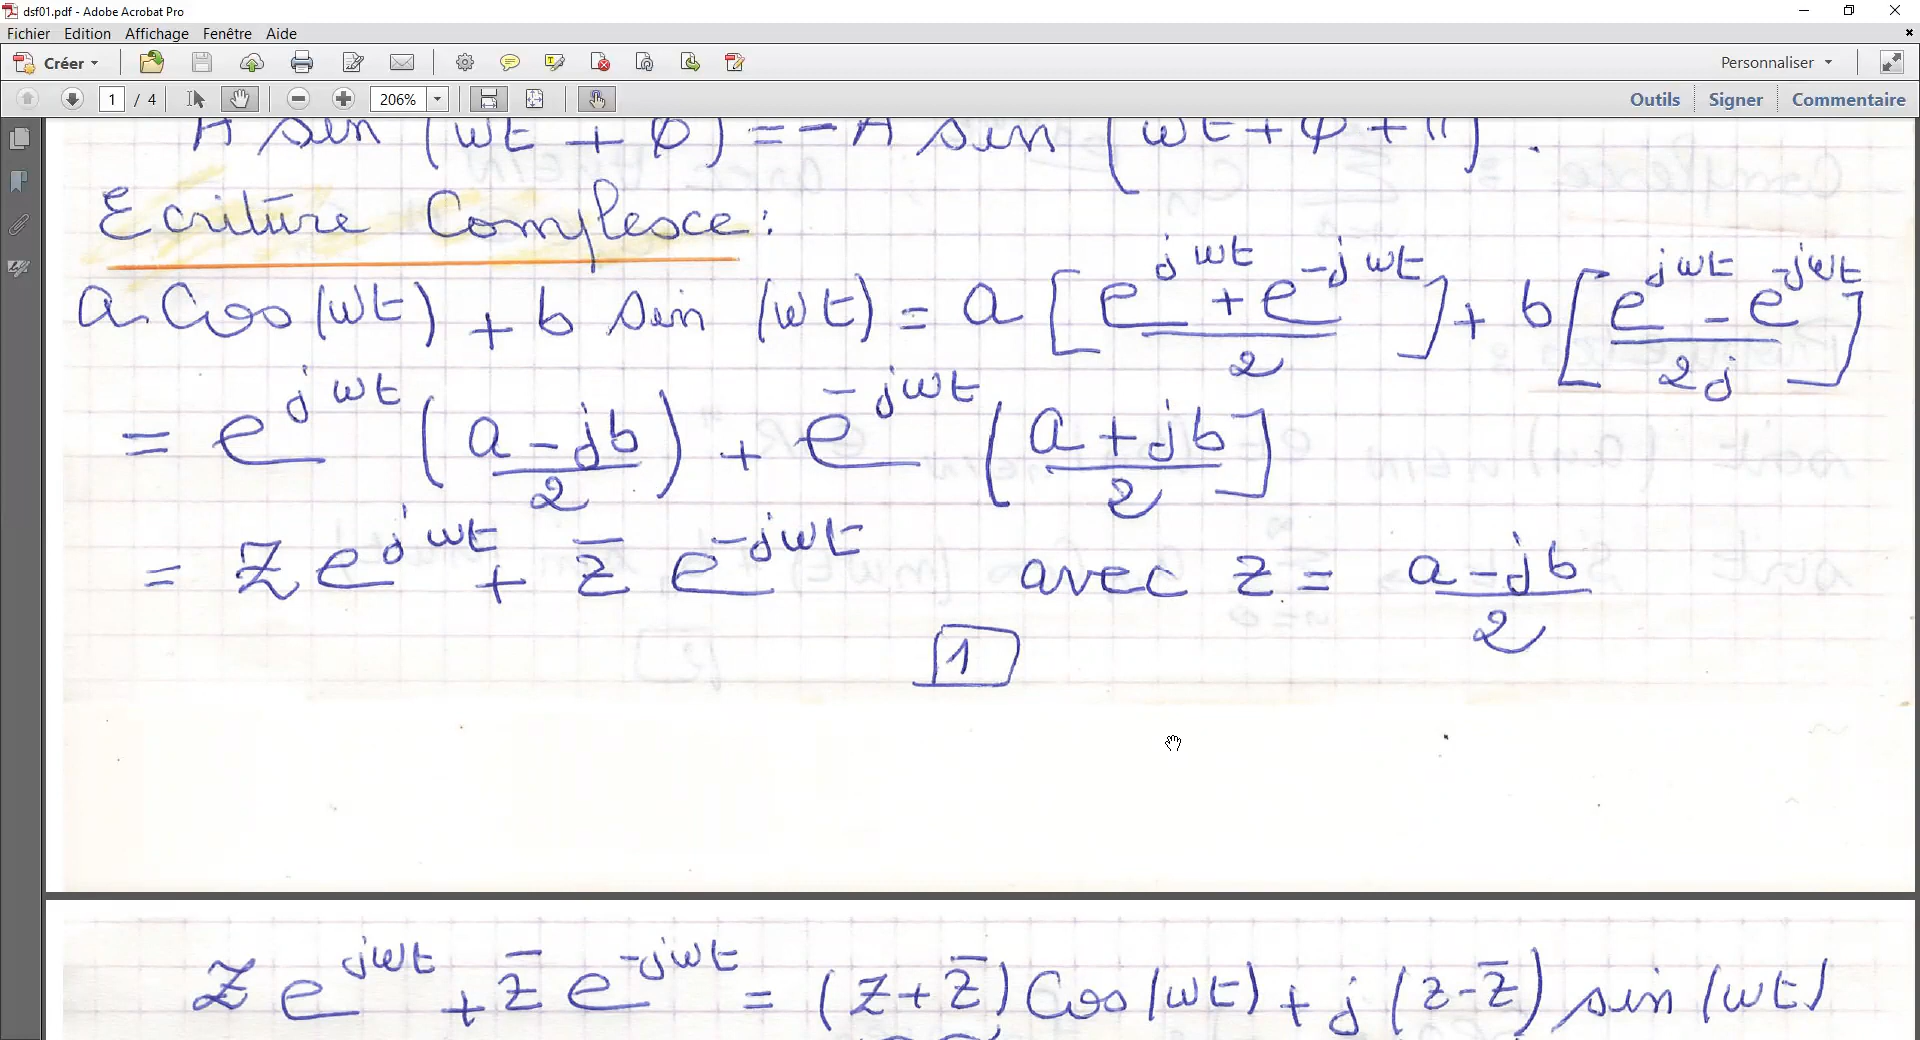 dsf01.pdf - Adobe Acrobat Pro
Fichier Edition Affichage Fenêtre Aide
Créer
Personnaliser
1 / 4
206%
Outils Signer Commentaire
A sin (ωt + φ) = -A sin (ωt + φ + π).
Ecriture Complexe :
a Cos(ωt) + b sin (ωt) = a [(e^{jωt} + e^{-jωt})/2] + b [(e^{jωt} - e^{-jωt})/2j]
= e^{jωt} ((a - jb)/2) + e^{-jωt} ((a + jb)/2]
= Z e^{jωt} + z̄ e^{-jωt} avec z = (a - jb)/2
1
Z e^{jωt} + z̄ e^{-jωt} = (Z + z̄) Cos(ωt) + j (z - z̄) sin(ωt)